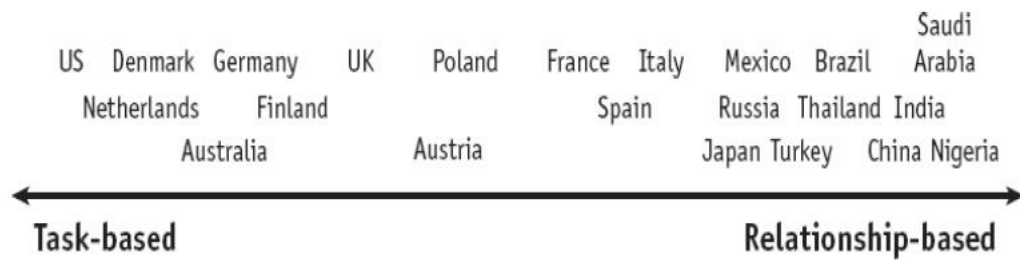 Saudi
US Denmark Germany UK Poland France Italy Mexico Brazil Arabia
Netherlands Finland Spain Russia Thailand India
Australia Austria Japan Turkey China Nigeria
Task-based Relationship-based